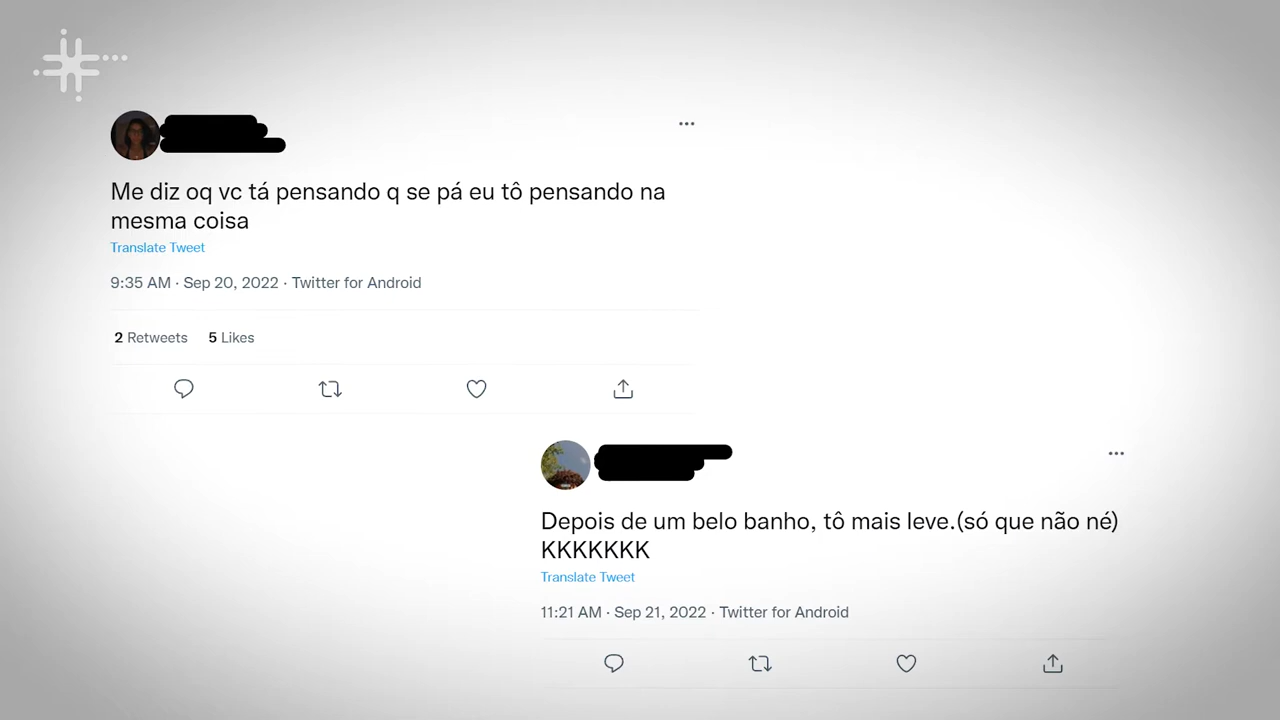 Me diz oq vc tá pensando q se pá eu tô pensando na
mesma coisa
Translate Tweet
9:35 AM · Sep 20, 2022 · Twitter for Android
2 Retweets 5 Likes
Depois de um belo banho, tô mais leve.(só que não né)
KKKKKKK
Translate Tweet
11:21 AM · Sep 21, 2022 · Twitter for Android